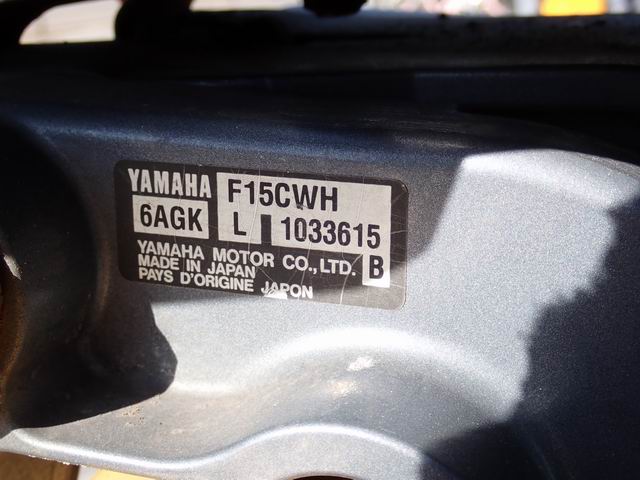 YAMAHA F15CWH
6AGK L 1033615
YAMAHA MOTOR CO.,LTD. B
MADE IN JAPAN
PAYS D'ORIGINE JAPON